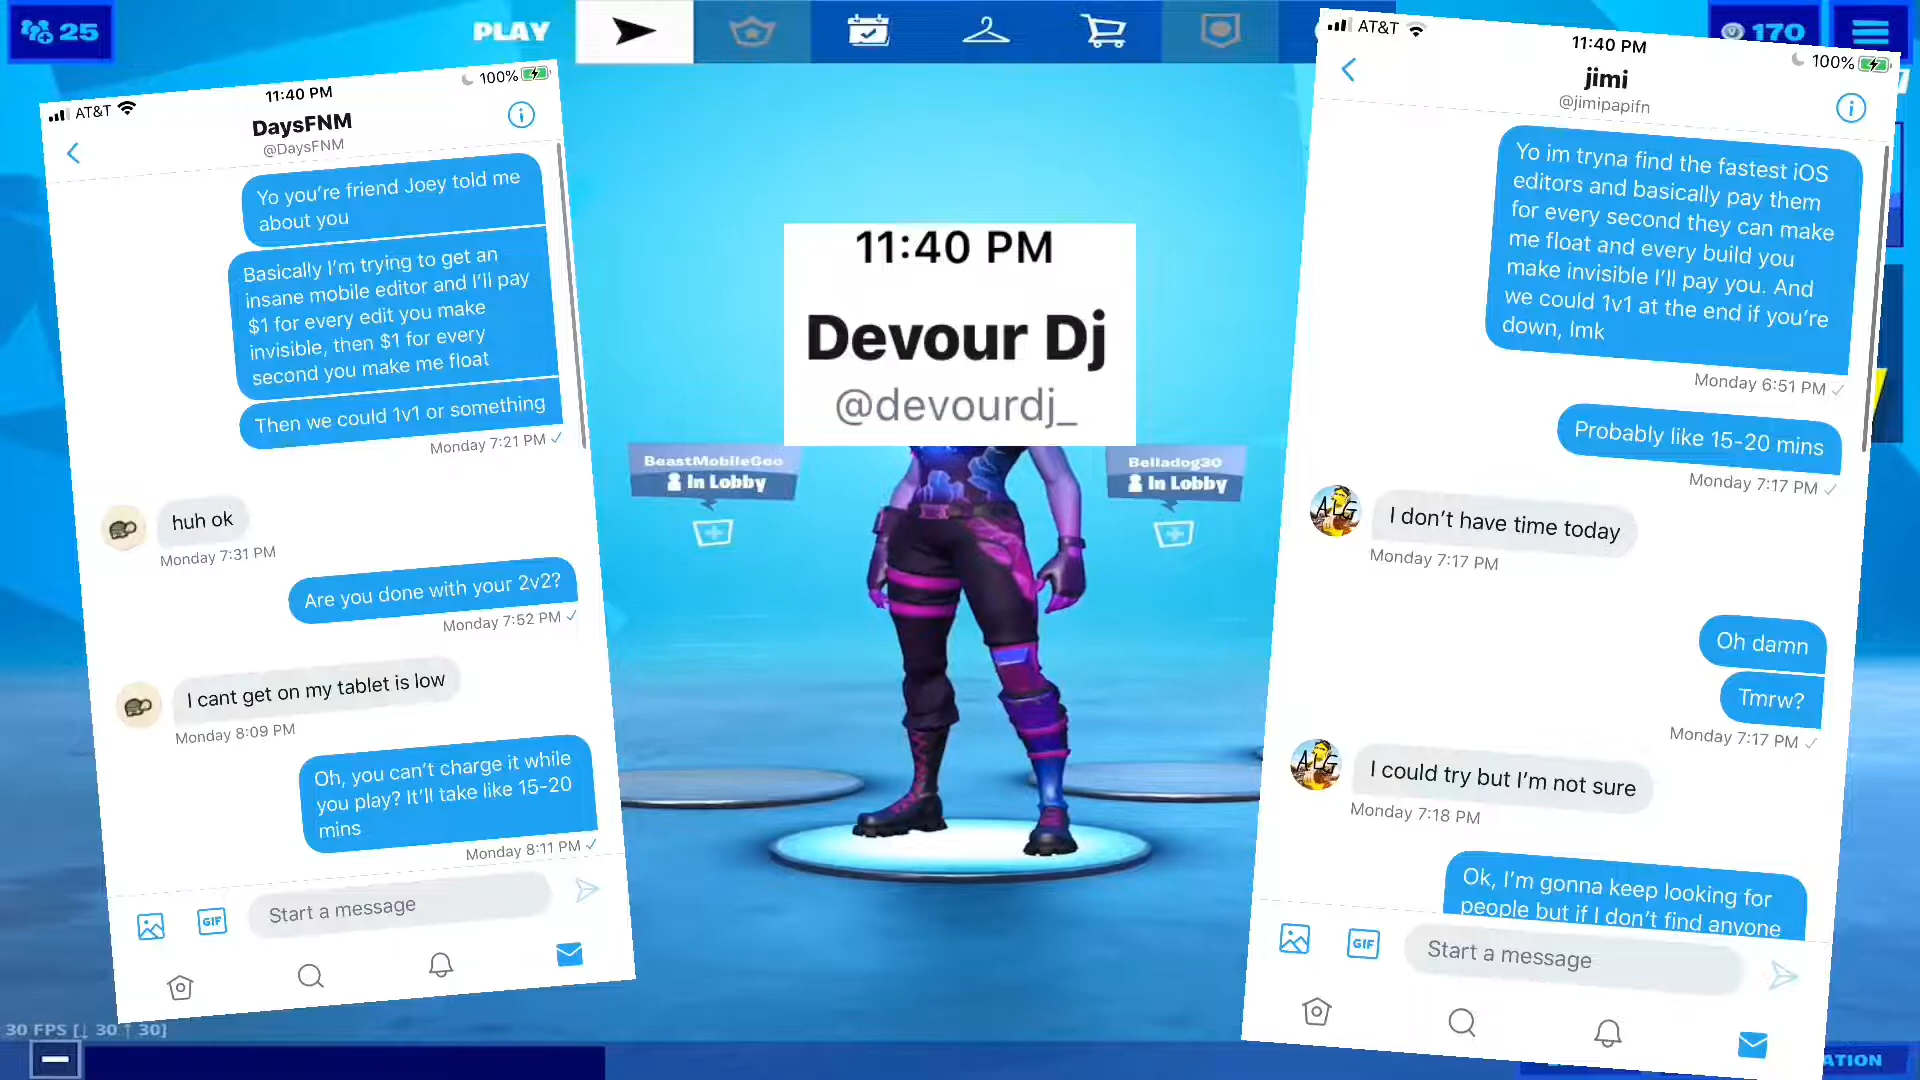 25
PLAY
170
AT&T
11:40 PM
100%
DaysFNM
@DaysFNM
Yo you're friend Joey told me
about you
Basically I'm trying to get an
insane mobile editor and I'll pay
$1 for every edit you make
invisible, then $1 for every
second you make me float
Then we could 1v1 or something
Monday 7:21 PM ✓
huh ok
Monday 7:31 PM
Are you done with your 2v2?
Monday 7:52 PM ✓
I cant get on my tablet is low
Monday 8:09 PM
Oh, you can't charge it while
you play? It'll take like 15-20
mins
Monday 8:11 PM ✓
GIF
Start a message
30 FPS [↓ 30 ↑ 30]
11:40 PM
Devour Dj
@devourdj_
BeastMobileGoo
In Lobby
Belladog30
In Lobby
AT&T
11:40 PM
100%
jimi
@jimipapifn
Yo im tryna find the fastest iOS
editors and basically pay them
for every second they can make
me float and every build you
make invisible I'll pay you. And
we could 1v1 at the end if you're
down, lmk
Monday 6:51 PM ✓
Probably like 15-20 mins
Monday 7:17 PM ✓
ALG
I don't have time today
Monday 7:17 PM
Oh damn
Tmrw?
Monday 7:17 PM ✓
ALG
I could try but I'm not sure
Monday 7:18 PM
Ok, I'm gonna keep looking for
people but if I don't find anyone
GIF
Start a message
ATION